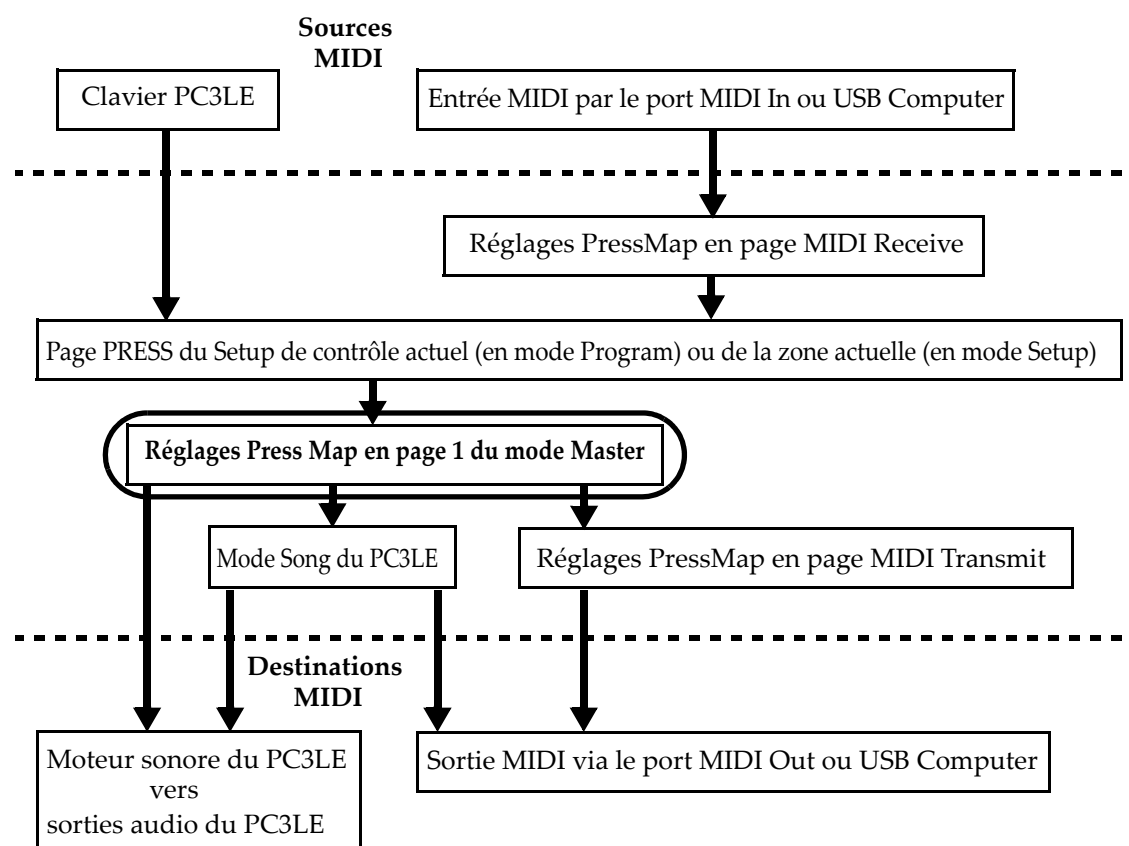 Sources
MIDI
Clavier PC3LE
Entrée MIDI par le port MIDI In ou USB Computer
Réglages PressMap en page MIDI Receive
Page PRESS du Setup de contrôle actuel (en mode Program) ou de la zone actuelle (en mode Setup)
Réglages Press Map en page 1 du mode Master
Mode Song du PC3LE
Réglages PressMap en page MIDI Transmit
Destinations
MIDI
Moteur sonore du PC3LE
vers
sorties audio du PC3LE
Sortie MIDI via le port MIDI Out ou USB Computer